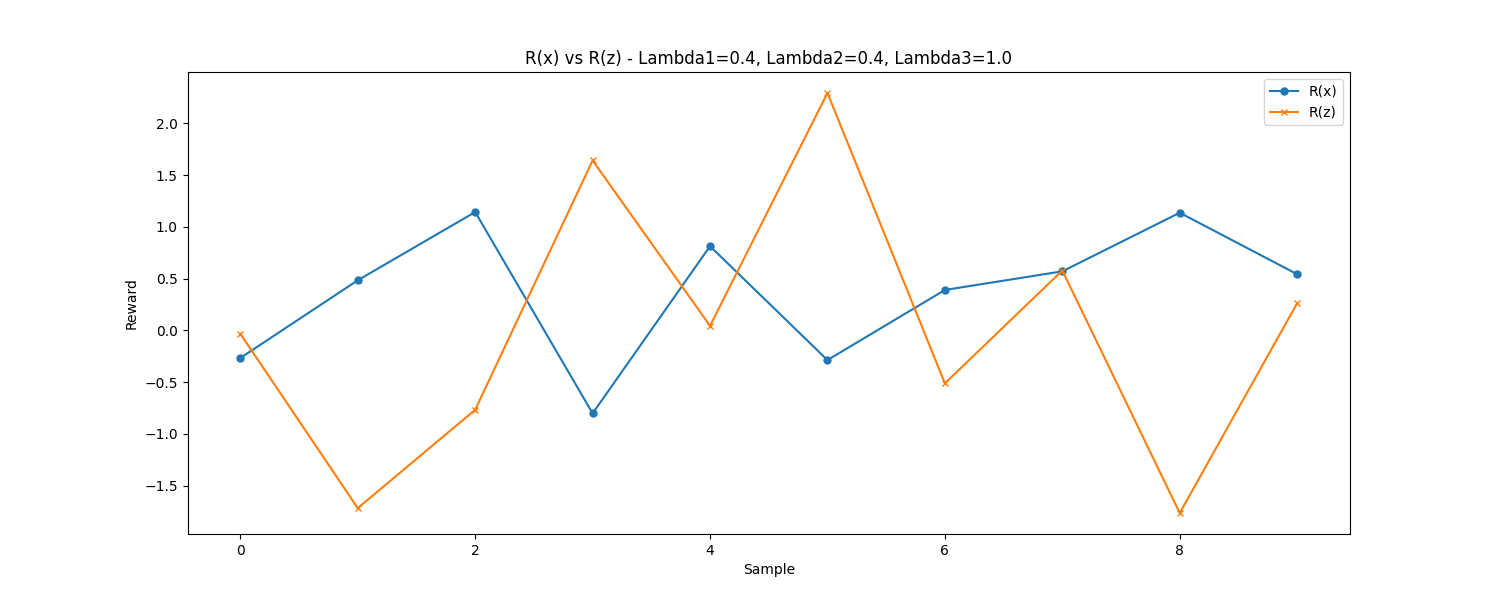 R(x) vs R(z) - Lambda1=0.4, Lambda2=0.4, Lambda3=1.0
R(x)
R(z)
2.0
1.5
1.0
0.5
0.0
−0.5
−1.0
−1.5
Reward
0 2 4 6 8
Sample